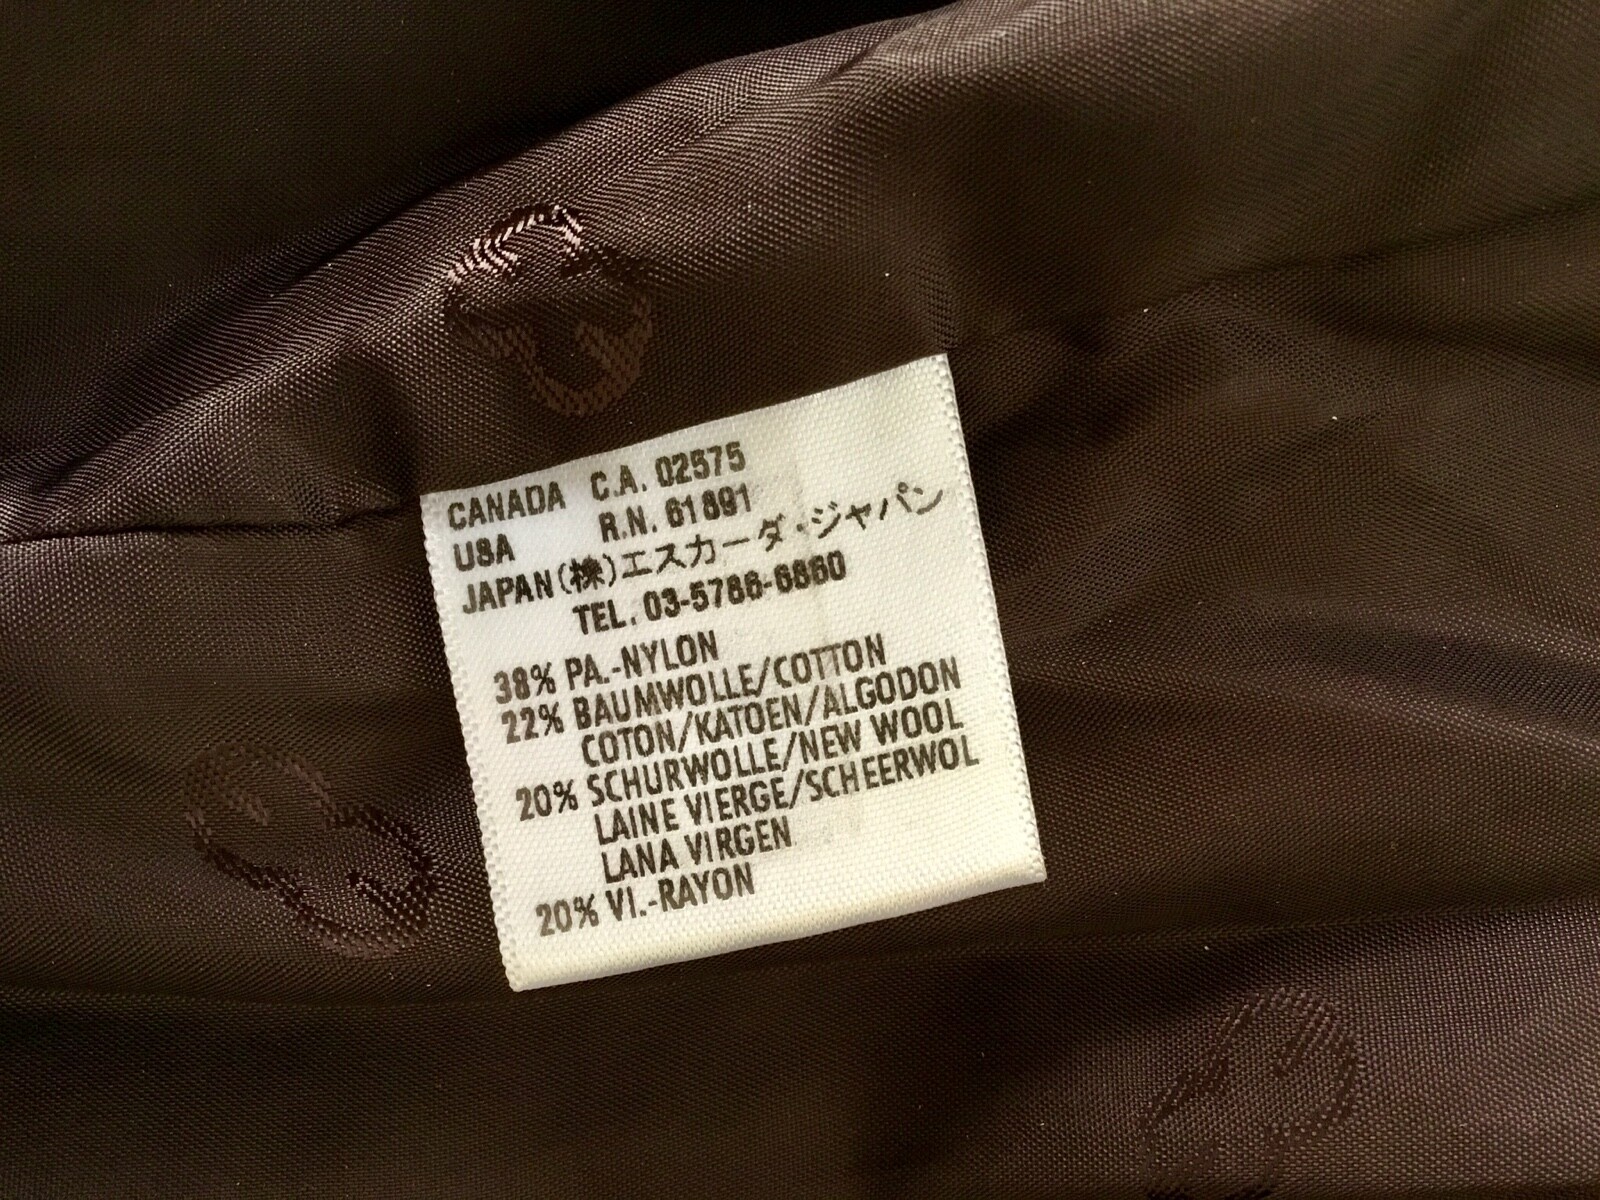 CANADA C.A. 02575
USA R.N. 61891
JAPAN(株)エスカーダ・ジャパン
TEL. 03-5786-6860
38% PA.-NYLON
22% BAUMWOLLE/COTTON
COTON/KATOEN/ALGODON
20% SCHURWOLLE/NEW WOOL
LAINE VIERGE/SCHEERWOL
LANA VIRGEN
20% VI.-RAYON